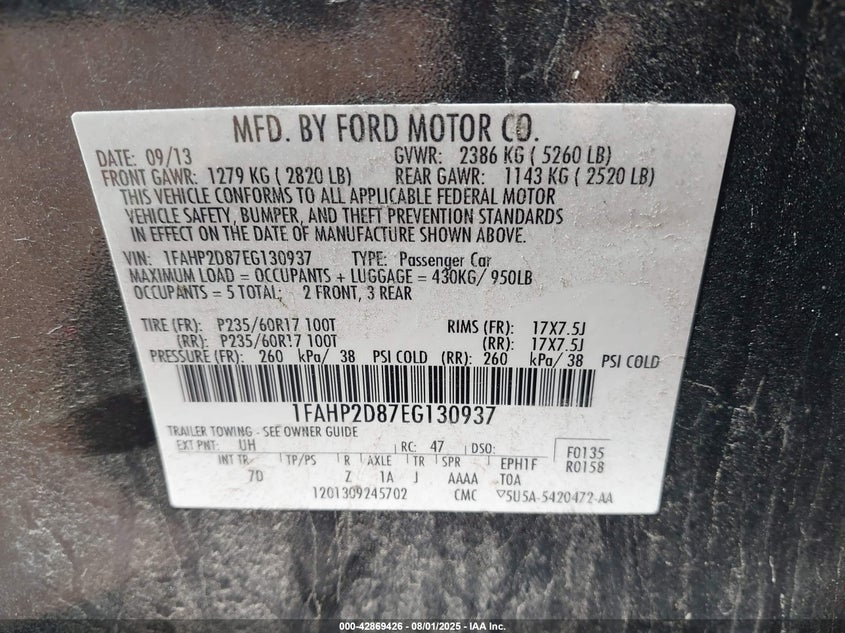 MFD. BY FORD MOTOR CO.
DATE: 09/13 GVWR: 2386 KG ( 5260 LB)
FRONT GAWR: 1279 KG ( 2820 LB) REAR GAWR: 1143 KG ( 2520 LB)
THIS VEHICLE CONFORMS TO ALL APPLICABLE FEDERAL MOTOR
VEHICLE SAFETY, BUMPER, AND THEFT PREVENTION STANDARDS
IN EFFECT ON THE DATE OF MANUFACTURE SHOWN ABOVE.
VIN: 1FAHP2D87EG130937 TYPE: Passenger Car
MAXIMUM LOAD = OCCUPANTS + LUGGAGE = 430KG/ 950LB
OCCUPANTS = 5 TOTAL: 2 FRONT, 3 REAR
TIRE (FR): P235/60R17 100T RIMS (FR): 17X7.5J
(RR): P235/60R17 100T (RR): 17X7.5J
PRESSURE (FR): 260 kPa/ 38 PSI COLD (RR): 260 kPa/ 38 PSI COLD
1FAHP2D87EG130937
TRAILER TOWING - SEE OWNER GUIDE
EXT PNT: UH RC: 47 DSO: F0135
INT TR TP/PS R AXLE TR SPR EPH1F R0158
7D Z 1A J AAAA T0A
1201309245702 CMC ▽5U5A-5420472-AA
000-42869426 - 08/01/2025 - IAA Inc.